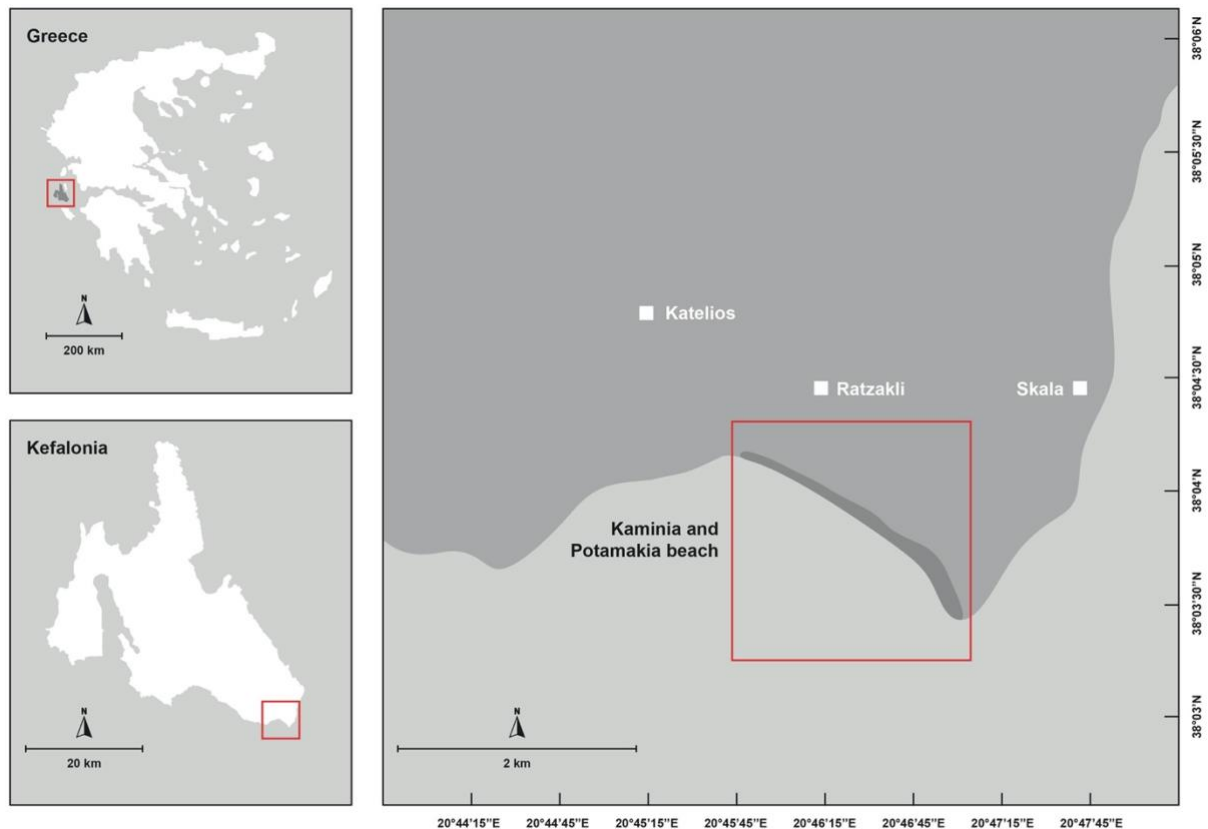 Greece
N
200 km
Kefalonia
N
20 km
Katelios
Ratzakli
Skala
Kaminia and
Potamakia beach
N
2 km
38°06'N
38°05'30"N
38°05'N
38°04'30"N
38°04'N
38°03'30"N
38°03'N
20°44'15"E
20°44'45"E
20°45'15"E
20°45'45"E
20°46'15"E
20°46'45"E
20°47'15"E
20°47'45"E